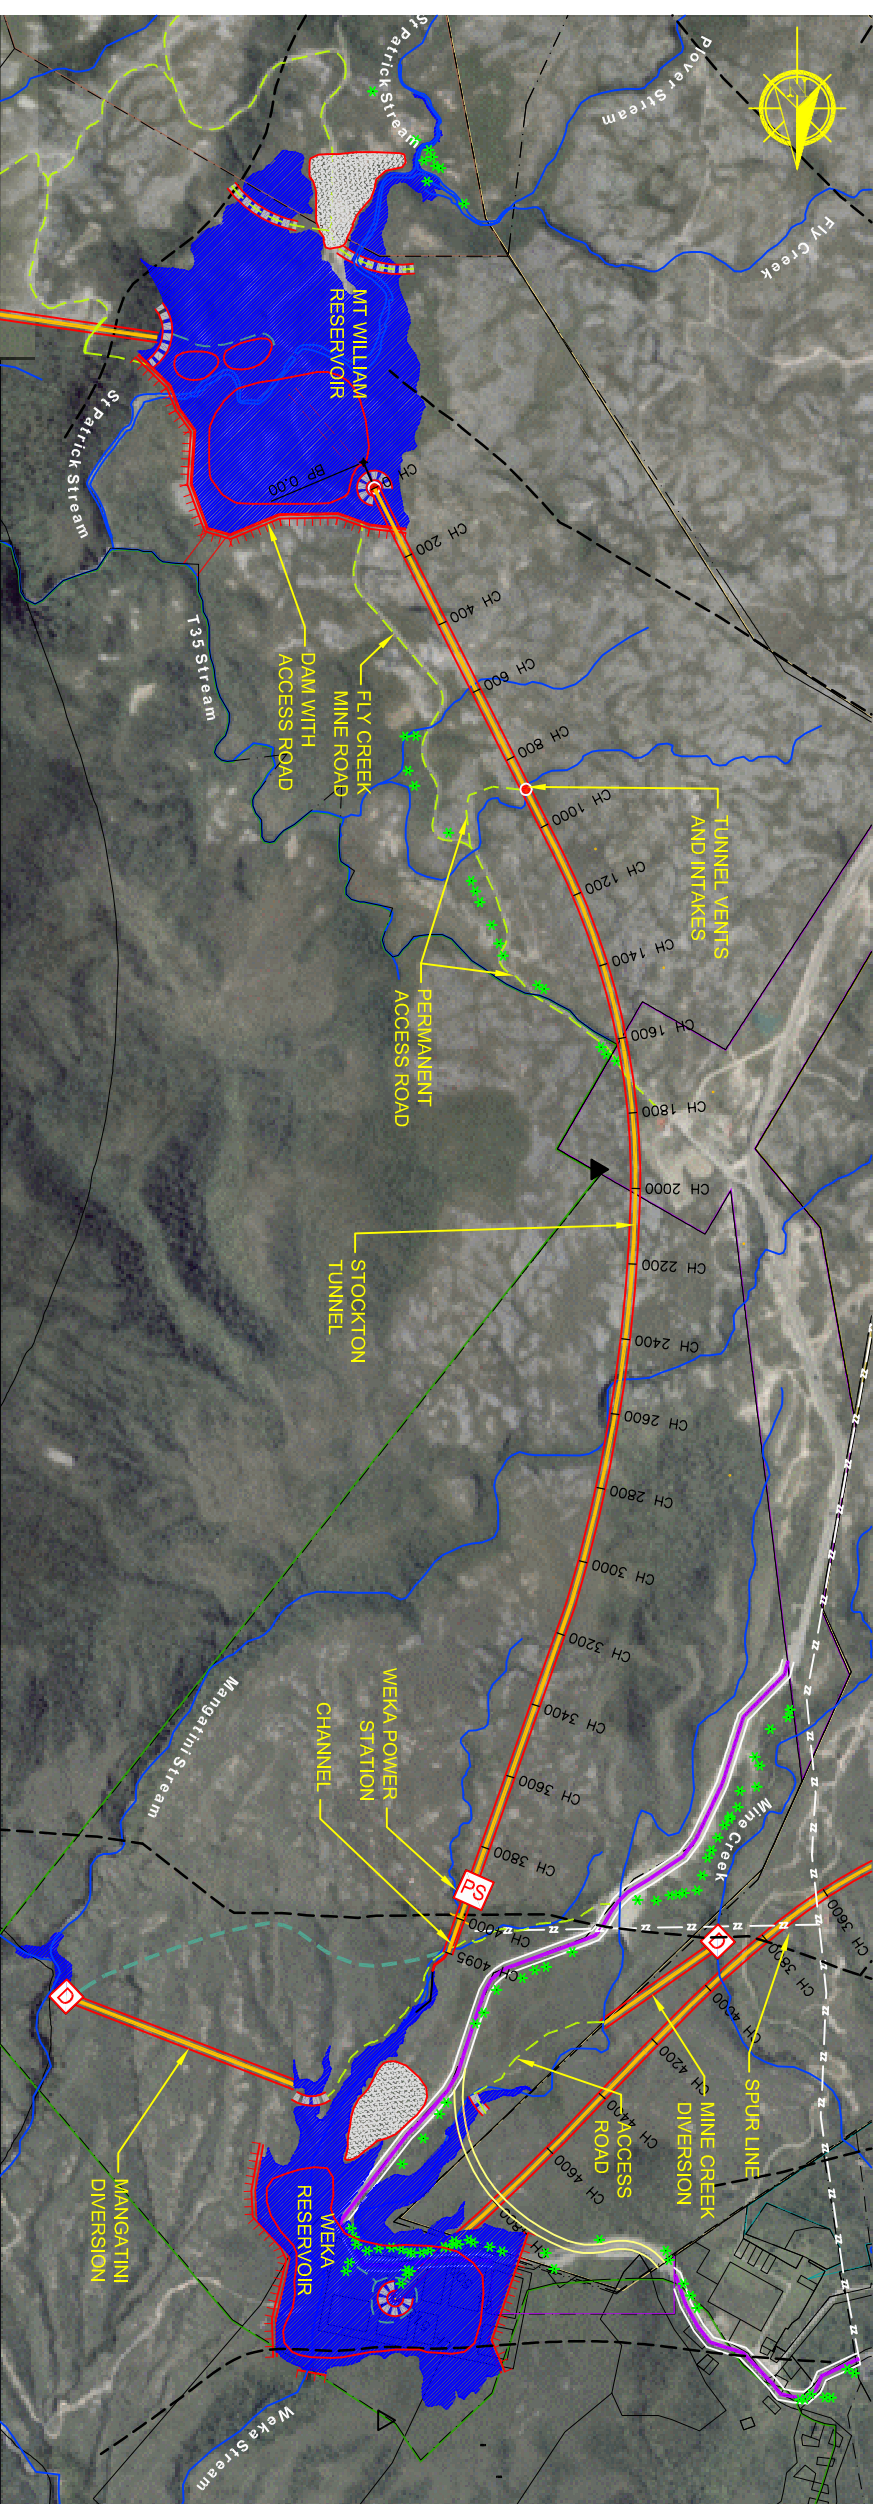 St Patrick
Stream
Plover Stream
Fly Creek
MT WILLIAM
RESERVOIR
St Patrick Stream
BP 0.00
CH 0
CH 200
CH 400
CH 600
CH 800
CH 1000
CH 1200
CH 1400
CH 1600
CH 1800
CH 2000
CH 2200
CH 2400
CH 2600
CH 2800
CH 3000
CH 3200
CH 3400
CH 3600
CH 3800
CH 4000
CH 4095
T35 Stream
DAM WITH
ACCESS ROAD
FLY CREEK
MINE ROAD
TUNNEL VENTS
AND INTAKES
PERMANENT
ACCESS ROAD
STOCKTON
TUNNEL
Mangatini Stream
WEKA POWER
STATION
CHANNEL
PS
Mine Creek
CH 3600
CH 3800
CH 4000
CH 4200
CH 4400
CH 4600
CH 4800
D
D
SPUR LINE
MINE CREEK
DIVERSION
ACCESS
ROAD
MANGATINI
DIVERSION
WEKA
RESERVOIR
Weka Stream